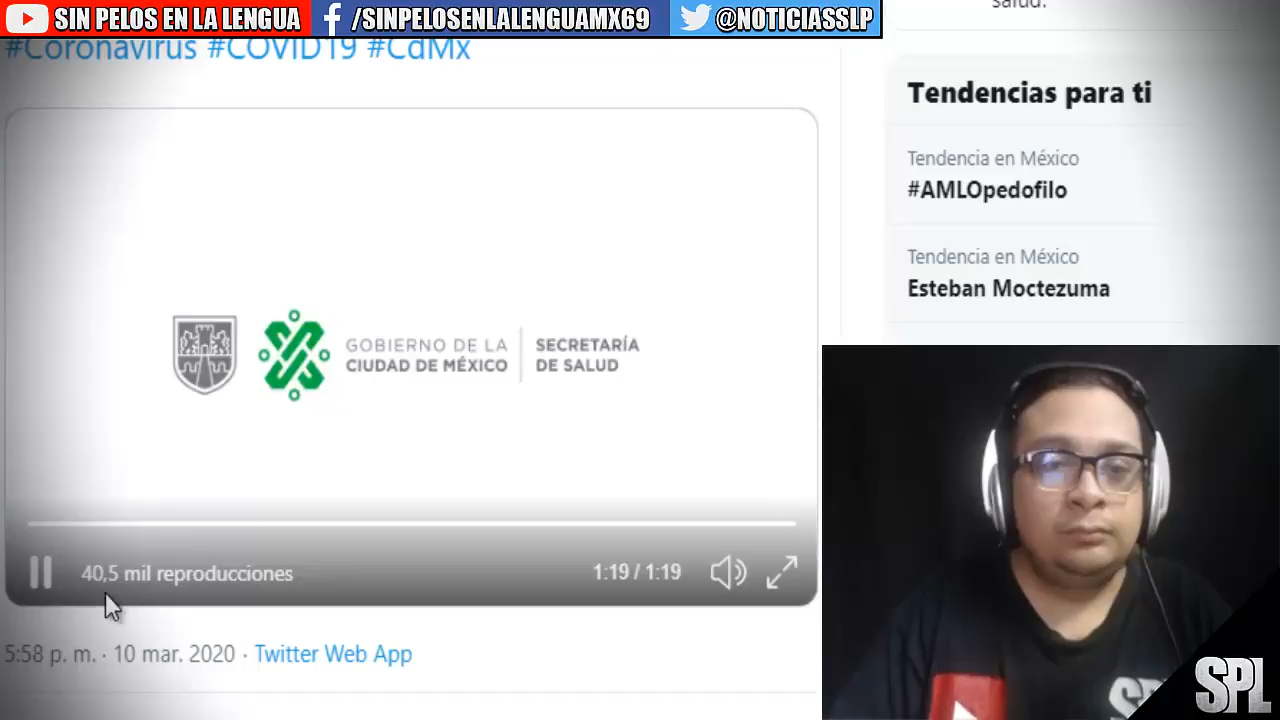 SIN PELOS EN LA LENGUA
/SINPELOSENLALENGUAMX69
@NOTICIASSLP
salud.
#Coronavirus #COVID19 #CdMx
Tendencias para ti
Tendencia en México
#AMLOpedofilo
Tendencia en México
Esteban Moctezuma
GOBIERNO DE LA
CIUDAD DE MÉXICO
SECRETARÍA
DE SALUD
40,5 mil reproducciones
1:19 / 1:19
5:58 p. m. · 10 mar. 2020 · Twitter Web App
SPL
SPL